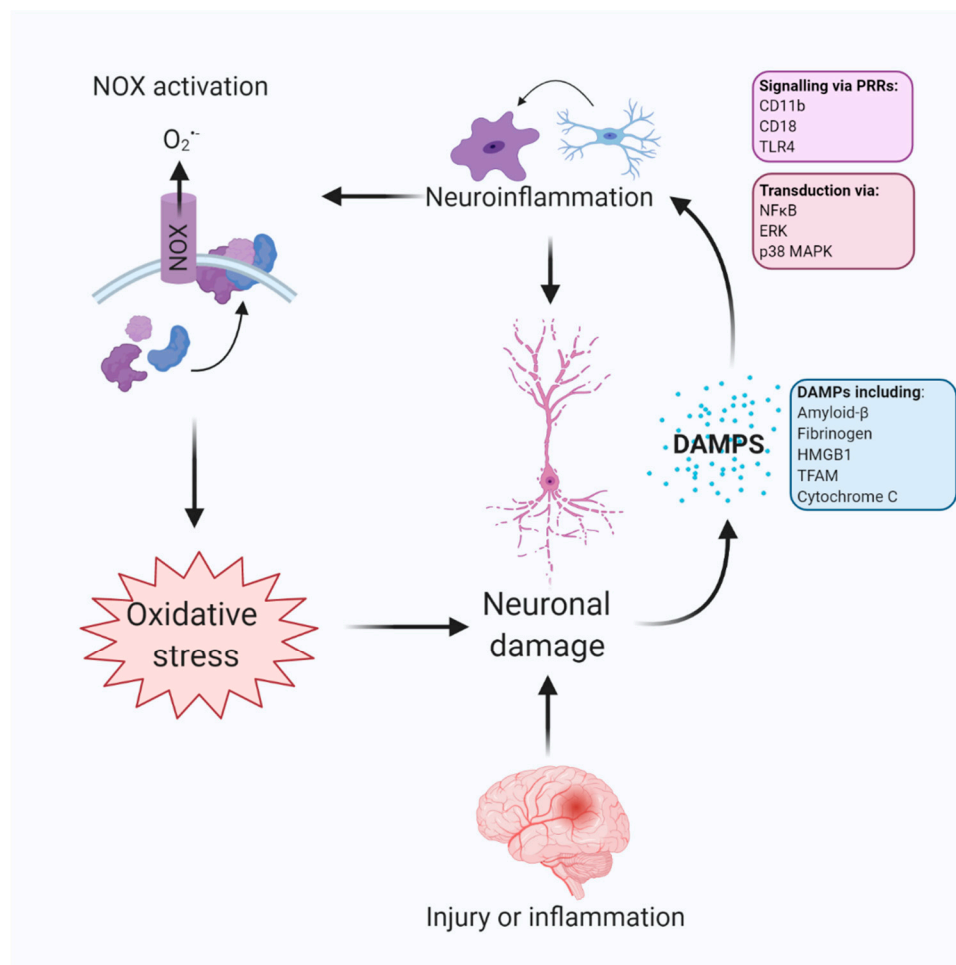 NOX activation
O₂•-
NOX
Neuroinflammation
Signalling via PRRs:
CD11b
CD18
TLR4
Transduction via:
NFκB
ERK
p38 MAPK
DAMPS
DAMPs including:
Amyloid-β
Fibrinogen
HMGB1
TFAM
Cytochrome C
Oxidative
stress
Neuronal
damage
Injury or inflammation